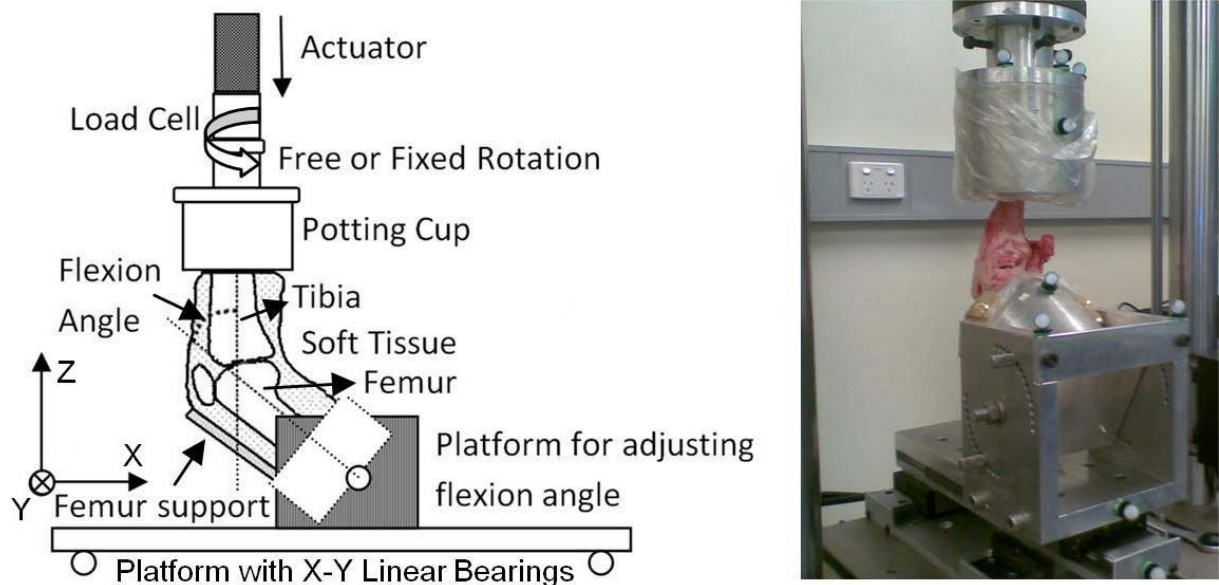 Actuator
Load Cell
Free or Fixed Rotation
Potting Cup
Flexion
Angle
Tibia
Soft Tissue
Femur
Z
X
Y
Platform for adjusting
flexion angle
Femur support
Platform with X-Y Linear Bearings